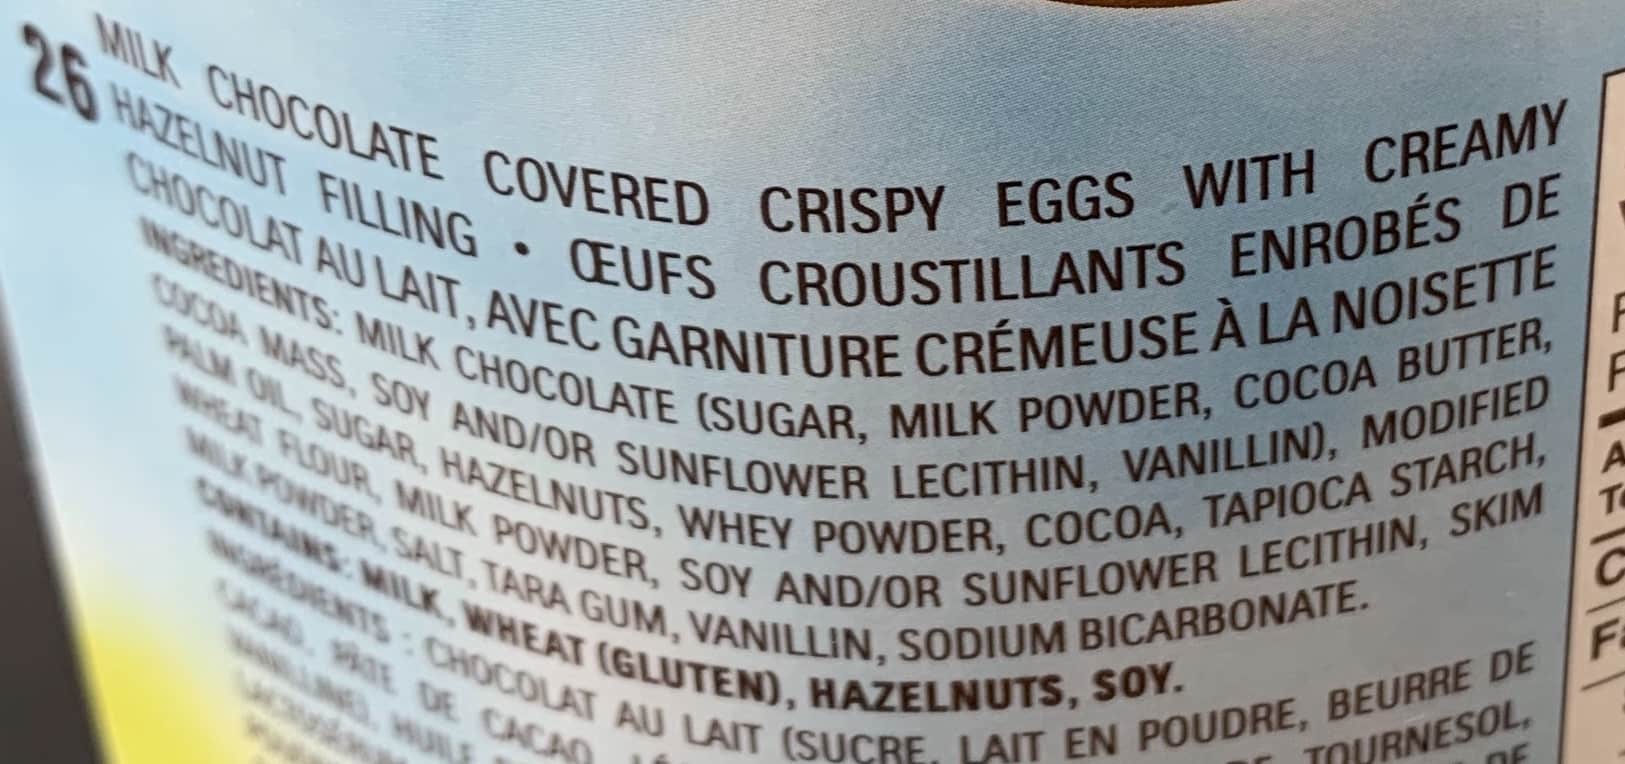 26 MILK CHOCOLATE COVERED CRISPY EGGS WITH CREAMY
HAZELNUT FILLING • ŒUFS CROUSTILLANTS ENROBÉS DE
CHOCOLAT AU LAIT, AVEC GARNITURE CRÉMEUSE À LA NOISETTE
INGREDIENTS: MILK CHOCOLATE (SUGAR, MILK POWDER, COCOA BUTTER,
COCOA MASS, SOY AND/OR SUNFLOWER LECITHIN, VANILLIN), MODIFIED
PALM OIL, SUGAR, HAZELNUTS, WHEY POWDER, COCOA, TAPIOCA STARCH,
WHEAT FLOUR, MILK POWDER, SOY AND/OR SUNFLOWER LECITHIN, SKIM
MILK POWDER, SALT, TARA GUM, VANILLIN, SODIUM BICARBONATE.
CONTAINS: MILK, WHEAT (GLUTEN), HAZELNUTS, SOY.
INGRÉDIENTS : CHOCOLAT AU LAIT (SUCRE, LAIT EN POUDRE, BEURRE DE
CACAO, PÂTE DE CACAO, TOURNESOL,
VANILLINE), HUILE DE